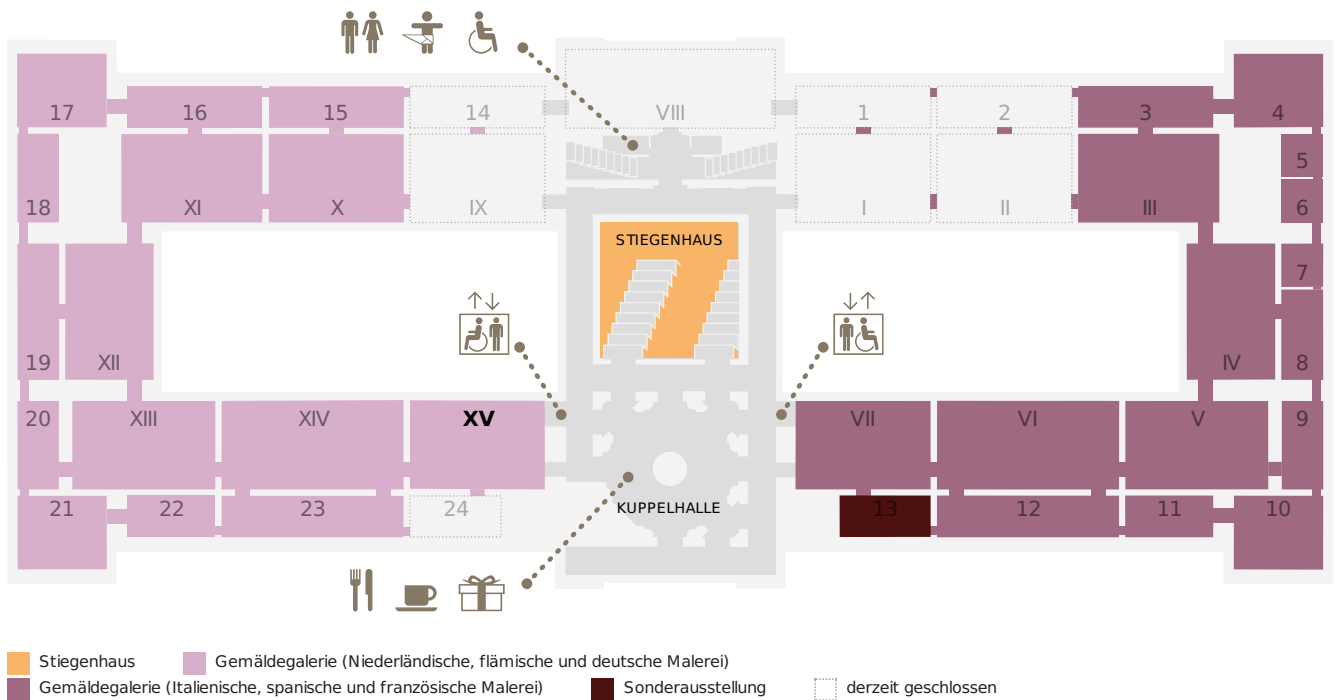 17
16
15
14
VIII
1
2
3
4
5
18
XI
X
IX
I
II
III
6
STIEGENHAUS
7
19
XII
IV
8
20
XIII
XIV
XV
VII
VI
V
9
21
22
23
24
KUPPELHALLE
13
12
11
10
Stiegenhaus
Gemäldegalerie (Niederländische, flämische und deutsche Malerei)
Gemäldegalerie (Italienische, spanische und französische Malerei)
Sonderausstellung
derzeit geschlossen